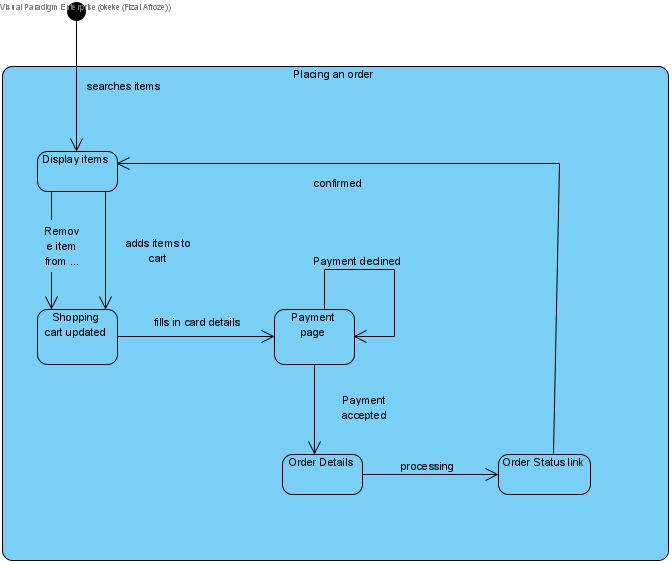 Visual Paradigm Enterprise (okeke (Fizal Afroze))
Placing an order
searches items
Display items
confirmed
Remov
e item
from ...
adds items to
cart
Payment declined
Shopping
cart updated
fills in card details
Payment
page
Payment
accepted
Order Details
processing
Order Status link